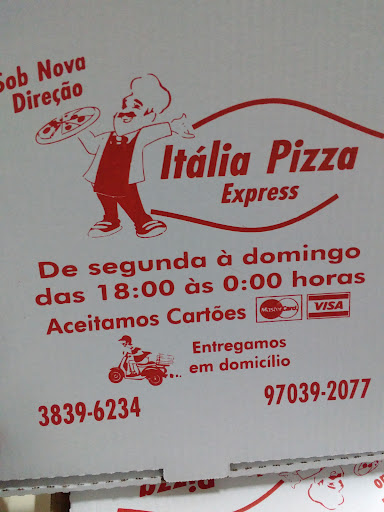 Sob Nova
Direção
Itália Pizza
Express
De segunda à domingo
das 18:00 às 0:00 horas
Aceitamos Cartões MasterCard VISA
Entregamos
em domicílio
3839-6234
97039-2077